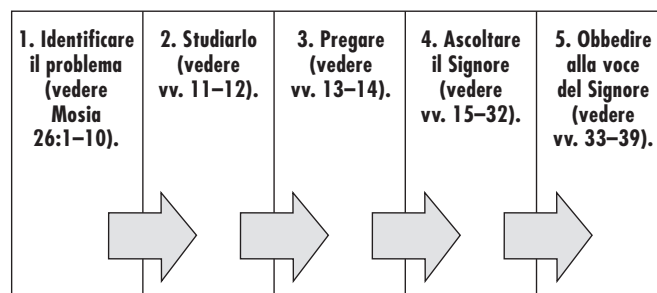 1. Identificare
il problema
(vedere
Mosia
26:1–10).
2. Studiarlo
(vedere
vv. 11–12).
3. Pregare
(vedere
vv. 13–14).
4. Ascoltare
il Signore
(vedere
vv. 15–32).
5. Obbedire
alla voce
del Signore
(vedere
vv. 33–39).